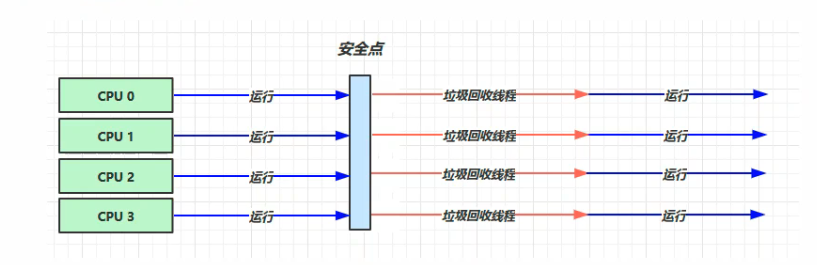 安全点
CPU 0 运行 垃圾回收线程 运行
CPU 1 运行 垃圾回收线程 运行
CPU 2 运行 垃圾回收线程 运行
CPU 3 运行 垃圾回收线程 运行